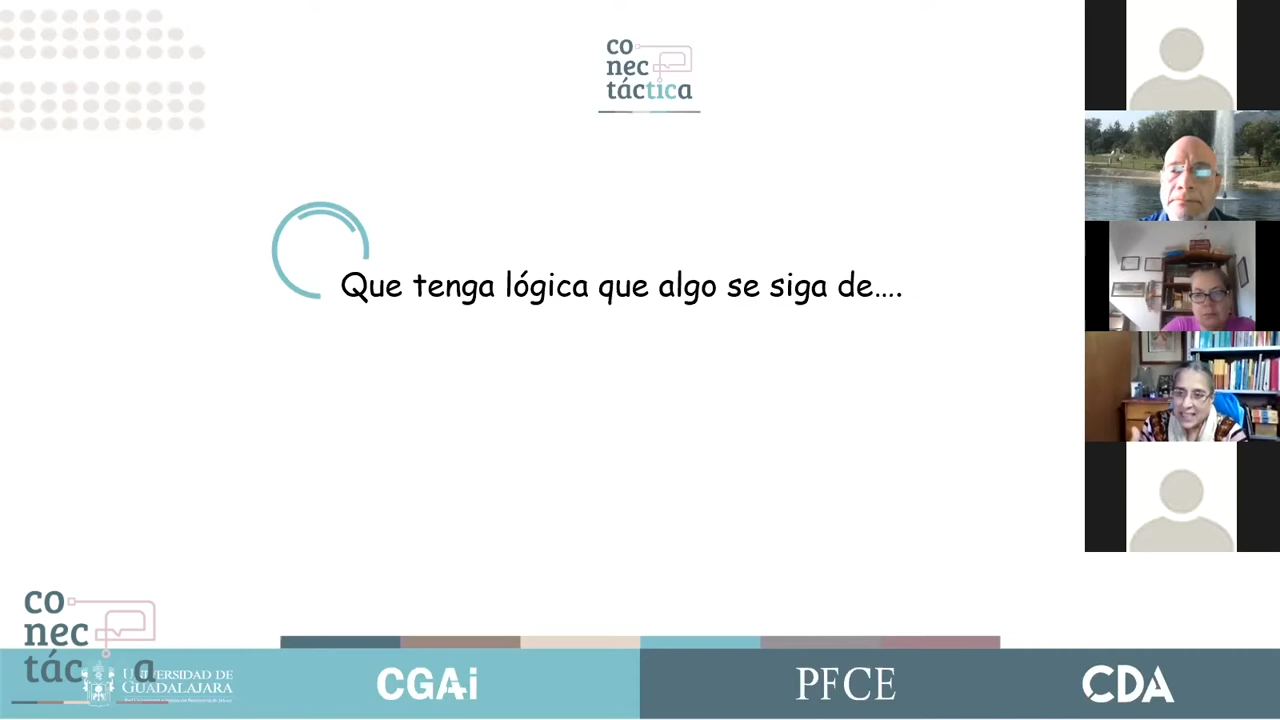 co
nec
táctica
Que tenga lógica que algo se siga de....
co
nec
tác a
UNIVERSIDAD DE
GUADALAJARA
CGAi
PFCE
CDA